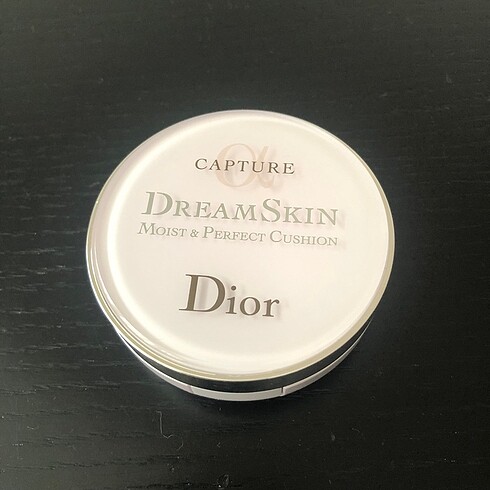 CAPTURE
DREAMSKIN
MOIST & PERFECT CUSHION
Dior